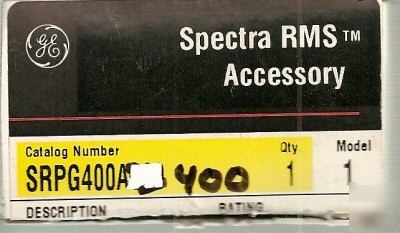 GE
Spectra RMS™
Accessory
Catalog Number Qty Model
SRPG400A 400 1 1
DESCRIPTION RATING